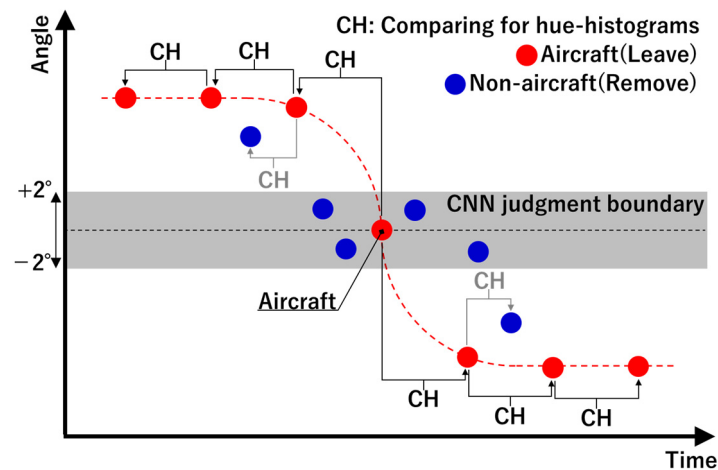 CH: Comparing for hue-histograms
Aircraft(Leave)
Non-aircraft(Remove)
Angle
CH
CH
CH
CH
+2°
CNN judgment boundary
−2°
CH
Aircraft
CH
CH
CH
Time